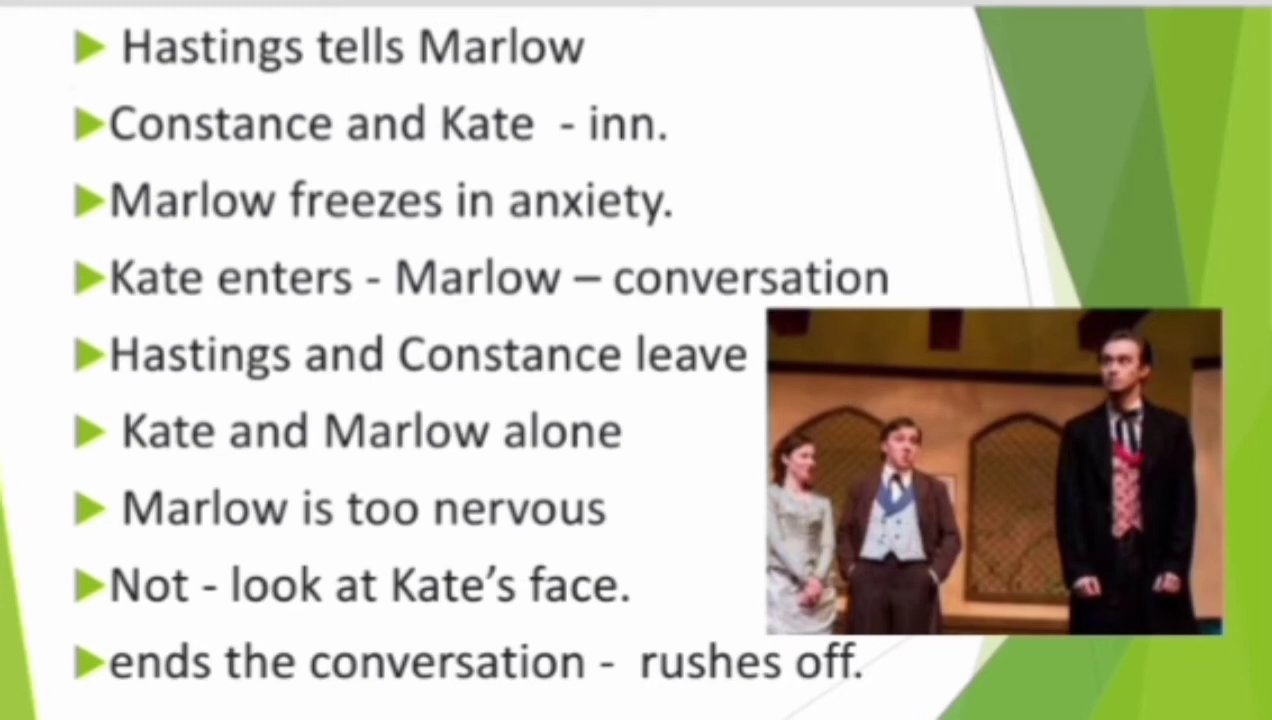 Hastings tells Marlow
Constance and Kate - inn.
Marlow freezes in anxiety.
Kate enters - Marlow – conversation
Hastings and Constance leave
Kate and Marlow alone
Marlow is too nervous
Not - look at Kate's face.
ends the conversation - rushes off.